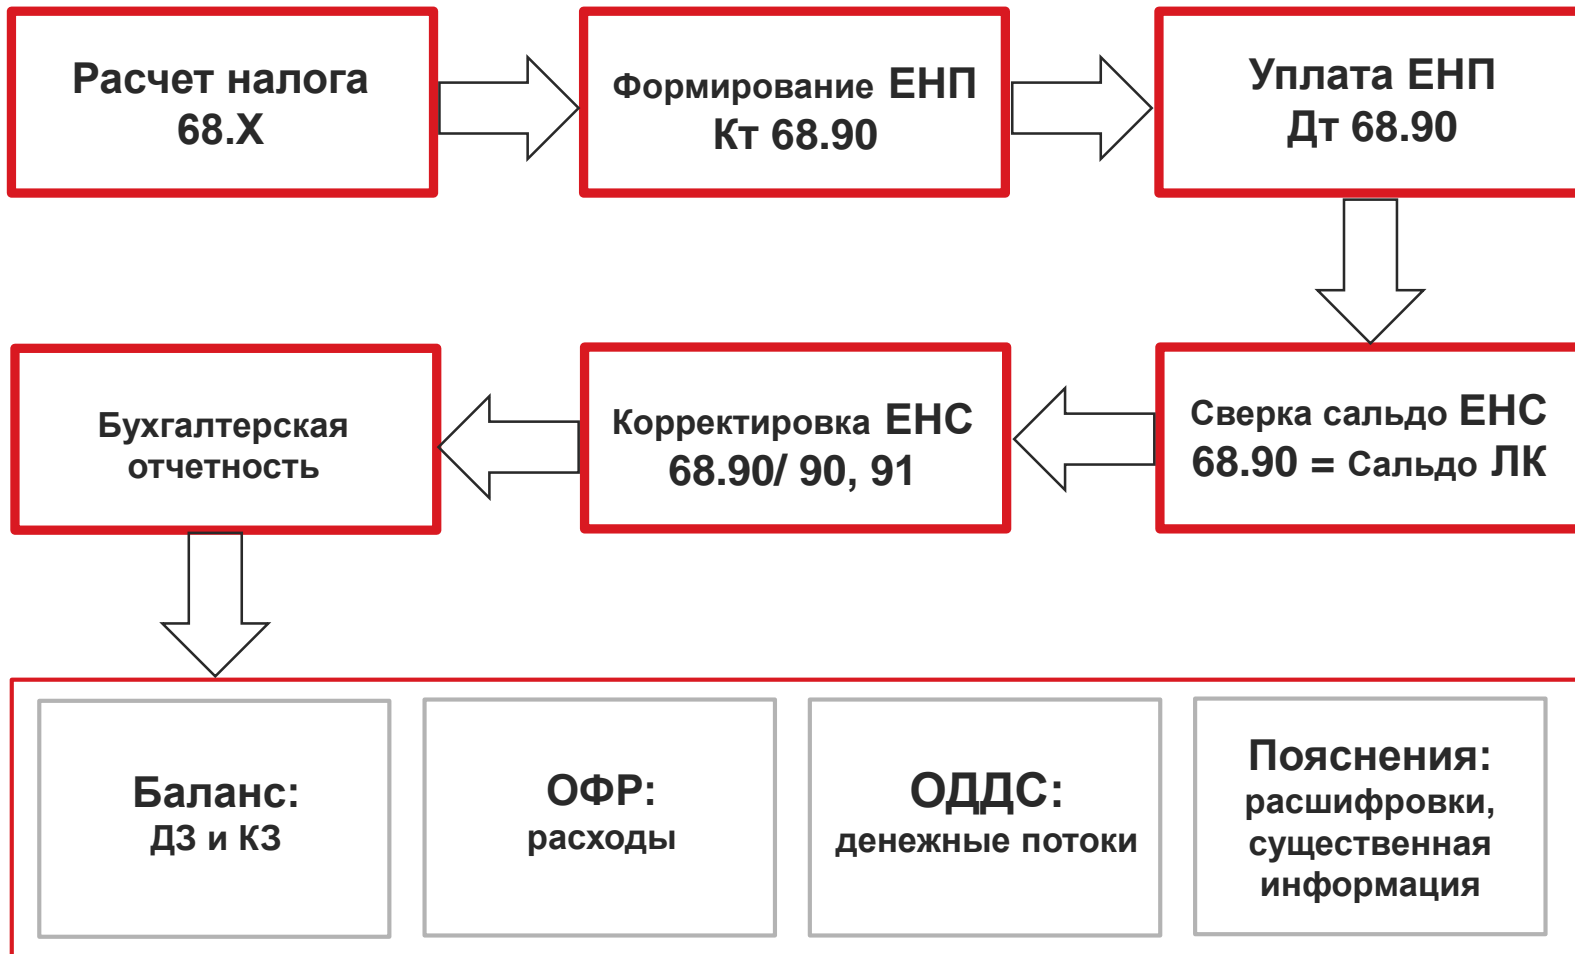 Расчет налога
68.Х
Формирование ЕНП
Кт 68.90
Уплата ЕНП
Дт 68.90
Сверка сальдо ЕНС
68.90 = Сальдо ЛК
Корректировка ЕНС
68.90/ 90, 91
Бухгалтерская
отчетность
Баланс:
ДЗ и КЗ
ОФР:
расходы
ОДДС:
денежные потоки
Пояснения:
расшифровки,
существенная
информация